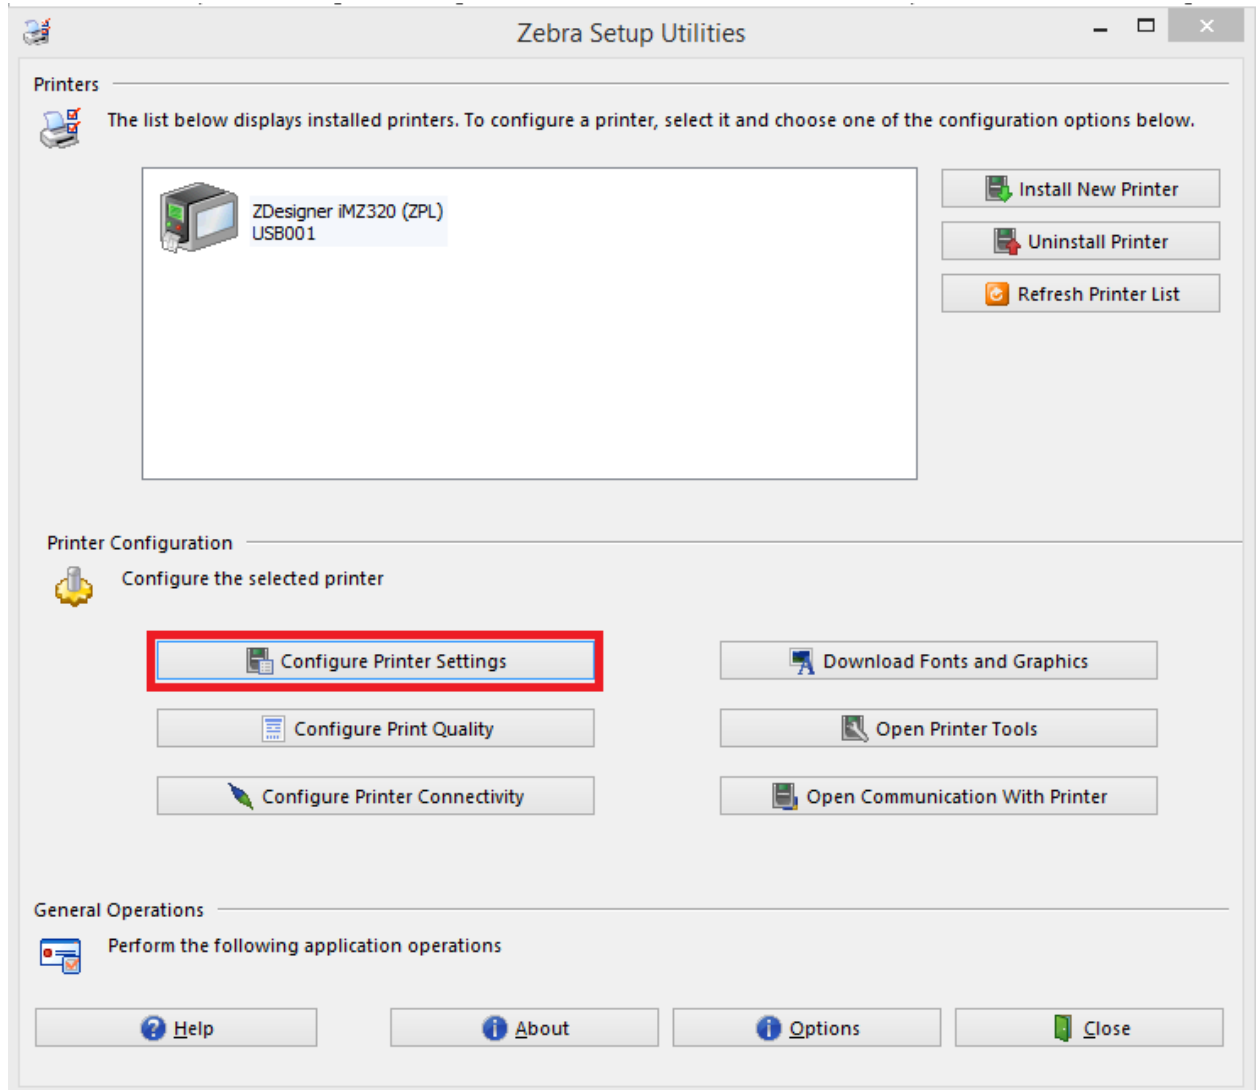 Zebra Setup Utilities
Printers
The list below displays installed printers. To configure a printer, select it and choose one of the configuration options below.
ZDesigner iMZ320 (ZPL)
USB001
Install New Printer
Uninstall Printer
Refresh Printer List
Printer Configuration
Configure the selected printer
Configure Printer Settings
Download Fonts and Graphics
Configure Print Quality
Open Printer Tools
Configure Printer Connectivity
Open Communication With Printer
General Operations
Perform the following application operations
Help
About
Options
Close